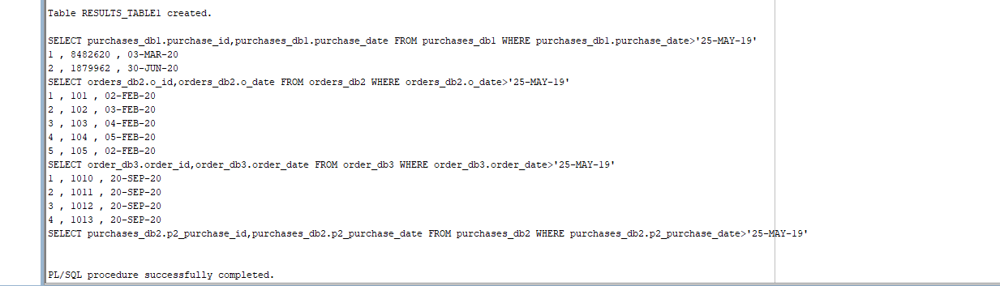 Table RESULTS_TABLE1 created.
SELECT purchases_db1.purchase_id,purchases_db1.purchase_date FROM purchases_db1 WHERE purchases_db1.purchase_date>'25-MAY-19'
1 , 8482620 , 03-MAR-20
2 , 1879962 , 30-JUN-20
SELECT orders_db2.o_id,orders_db2.o_date FROM orders_db2 WHERE orders_db2.o_date>'25-MAY-19'
1 , 101 , 02-FEB-20
2 , 102 , 03-FEB-20
3 , 103 , 04-FEB-20
4 , 104 , 05-FEB-20
5 , 105 , 02-FEB-20
SELECT order_db3.order_id,order_db3.order_date FROM order_db3 WHERE order_db3.order_date>'25-MAY-19'
1 , 1010 , 20-SEP-20
2 , 1011 , 20-SEP-20
3 , 1012 , 20-SEP-20
4 , 1013 , 20-SEP-20
SELECT purchases_db2.p2_purchase_id,purchases_db2.p2_purchase_date FROM purchases_db2 WHERE purchases_db2.p2_purchase_date>'25-MAY-19'
PL/SQL procedure successfully completed.